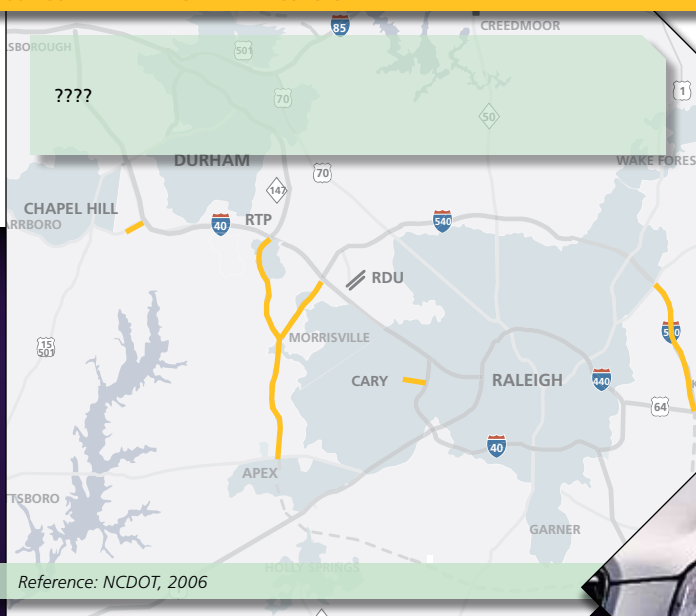 85
CREEDMOOR
SBOROUGH
501
????
70
1
50
DURHAM
70
WAKE FORES
147
CHAPEL HILL
RRBORO
40
RTP
540
RDU
15
501
MORRISVILLE
CARY
RALEIGH
440
64
40
APEX
TSBORO
GARNER
HOLLY SPRINGS
Reference: NCDOT, 2006